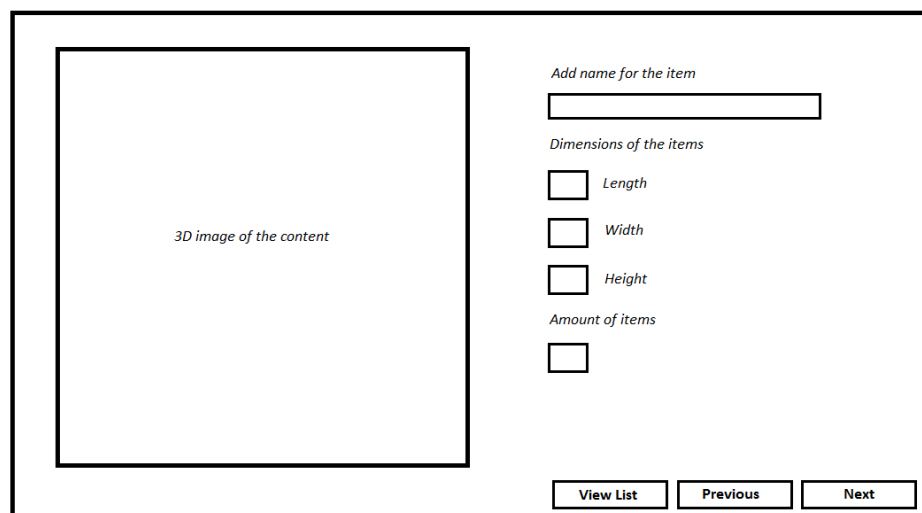 3D image of the content
Add name for the item
Dimensions of the items
Length
Width
Height
Amount of items
View List
Previous
Next